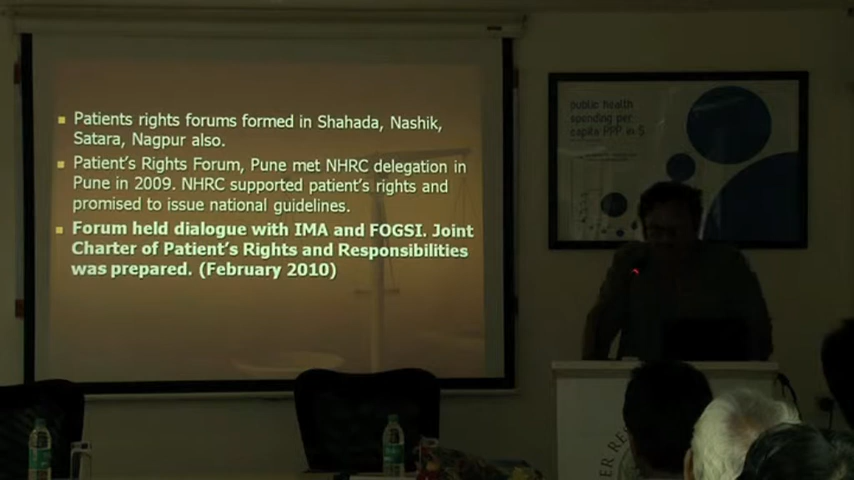 Patients rights forums formed in Shahada, Nashik,
Satara, Nagpur also.
Patient's Rights Forum, Pune met NHRC delegation in
Pune in 2009. NHRC supported patient's rights and
promised to issue national guidelines.
Forum held dialogue with IMA and FOGSI. Joint
Charter of Patient's Rights and Responsibilities
was prepared. (February 2010)
public health
spending per
capita PPP in $